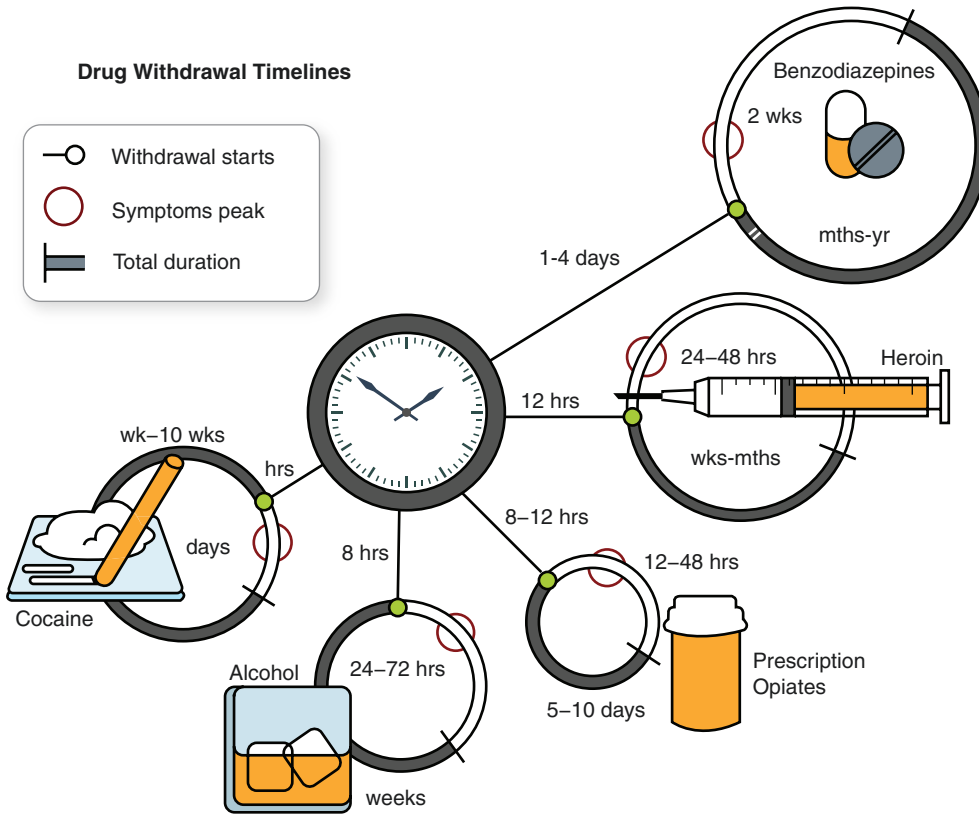 Drug Withdrawal Timelines
Withdrawal starts
Symptoms peak
Total duration
Benzodiazepines
2 wks
mths-yr
1-4 days
24–48 hrs
Heroin
12 hrs
wks-mths
wk–10 wks
hrs
days
Cocaine
8 hrs
8–12 hrs
12–48 hrs
Alcohol
24–72 hrs
weeks
5–10 days
Prescription
Opiates